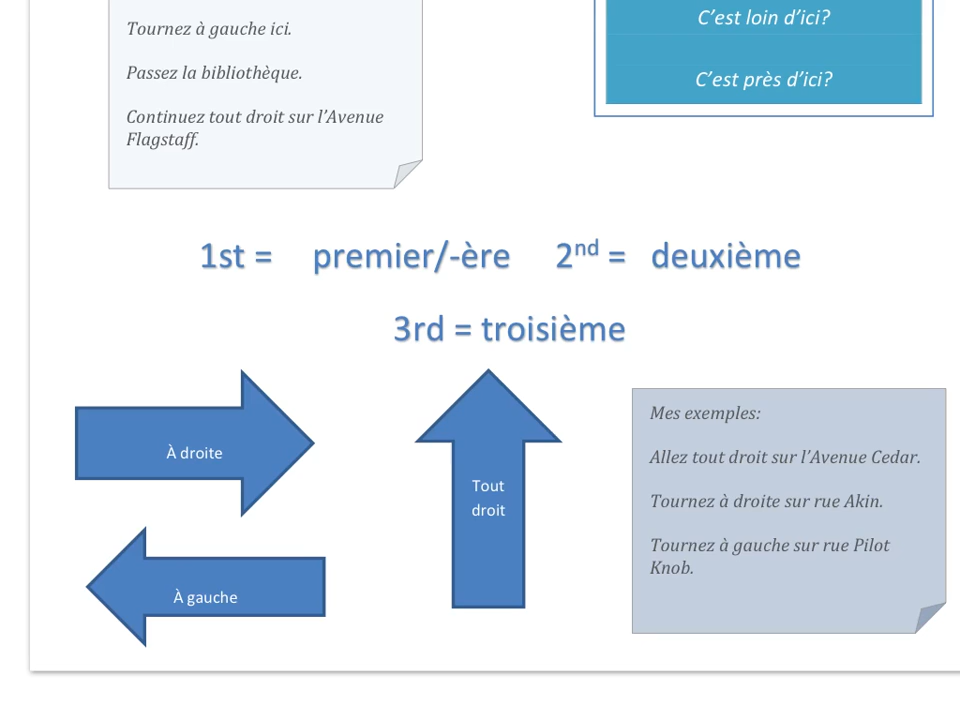 Tournez à gauche ici.
Passez la bibliothèque.
Continuez tout droit sur l’Avenue
Flagstaff.
C’est loin d’ici?
C’est près d’ici?
1st = premier/-ère 2nd = deuxième
3rd = troisième
À droite
À gauche
Tout
droit
Mes exemples:
Allez tout droit sur l’Avenue Cedar.
Tournez à droite sur rue Akin.
Tournez à gauche sur rue Pilot
Knob.